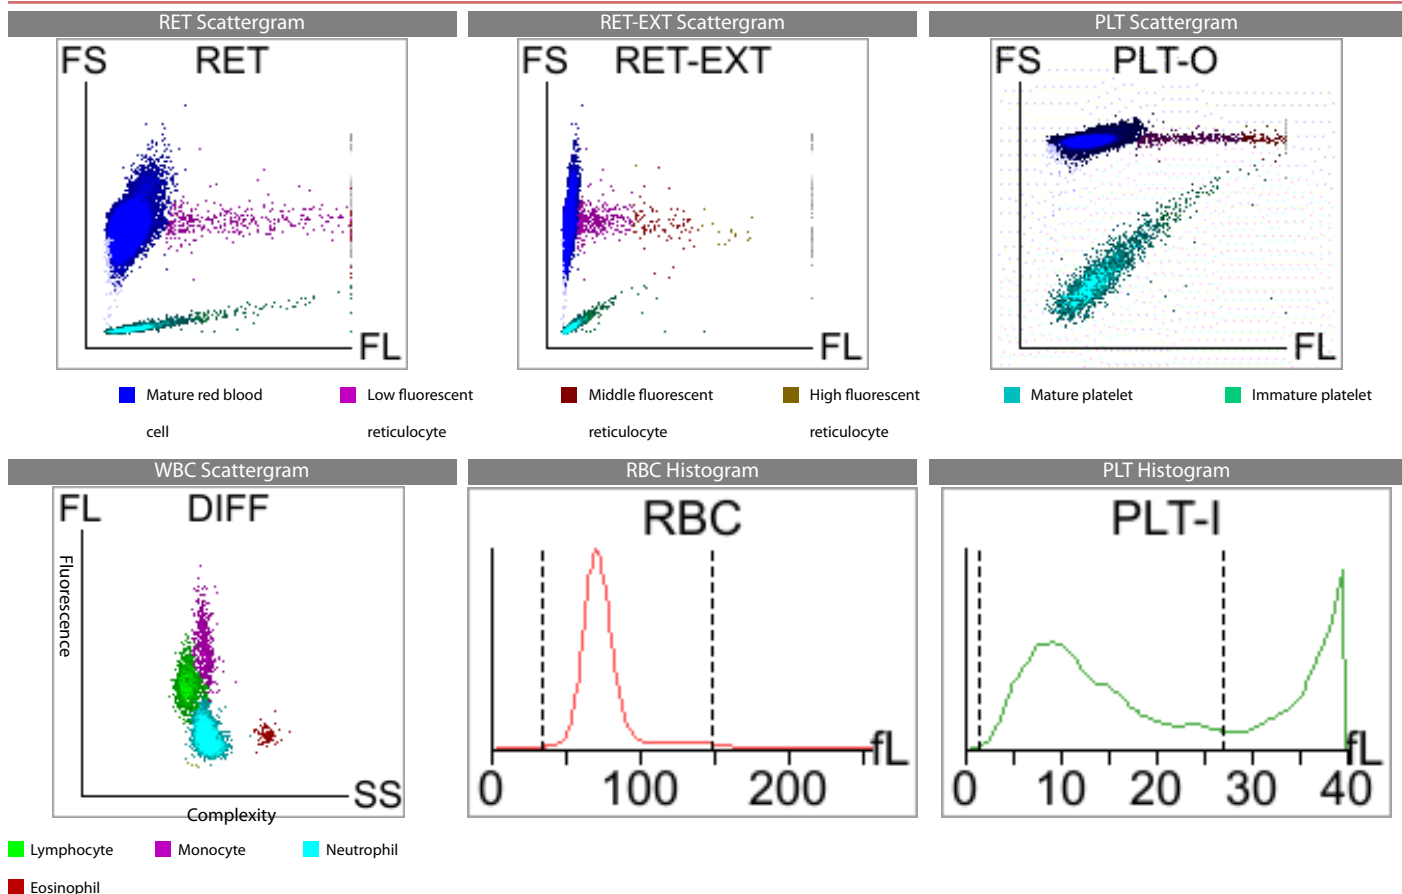 RET Scattergram
RET-EXT Scattergram
PLT Scattergram
FS RET
FL
FS RET-EXT
FL
FS PLT-O
FL
Mature red blood
cell
Low fluorescent
reticulocyte
Middle fluorescent
reticulocyte
High fluorescent
reticulocyte
Mature platelet
Immature platelet
WBC Scattergram
RBC Histogram
PLT Histogram
FL DIFF
Fluorescence
SS
Complexity
RBC
fL
0 100 200
PLT-I
fL
0 10 20 30 40
Lymphocyte
Monocyte
Neutrophil
Eosinophil